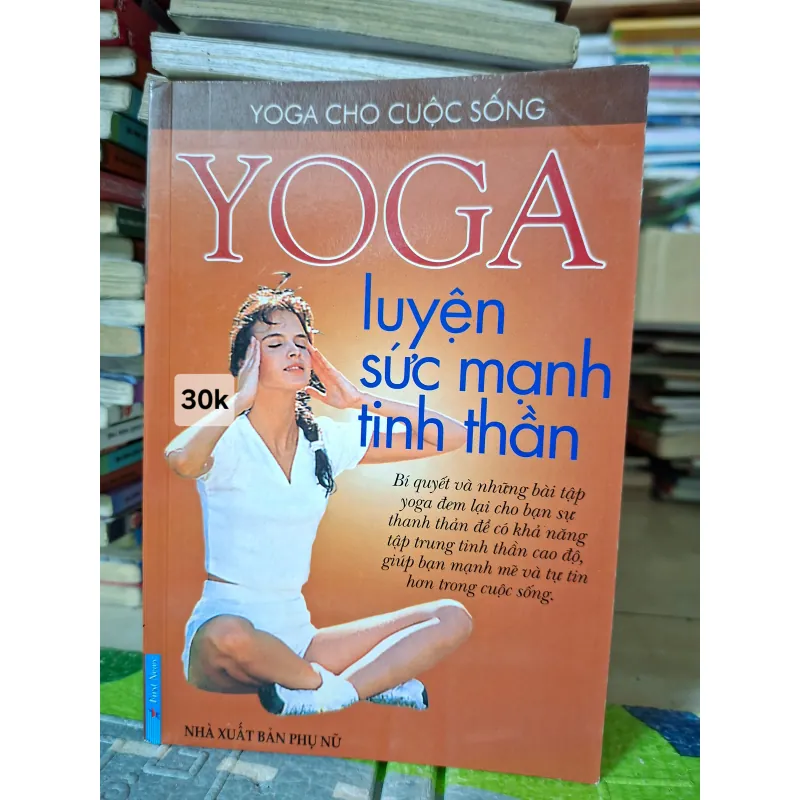 YOGA CHO CUỘC SỐNG
YOGA
luyện
sức mạnh
tinh thần
30k
Bí quyết và những bài tập
yoga đem lại cho bạn sự
thanh thản để có khả năng
tập trung tinh thần cao độ,
giúp bạn mạnh mẽ và tự tin
hơn trong cuộc sống.
First News
NHÀ XUẤT BẢN PHỤ NỮ